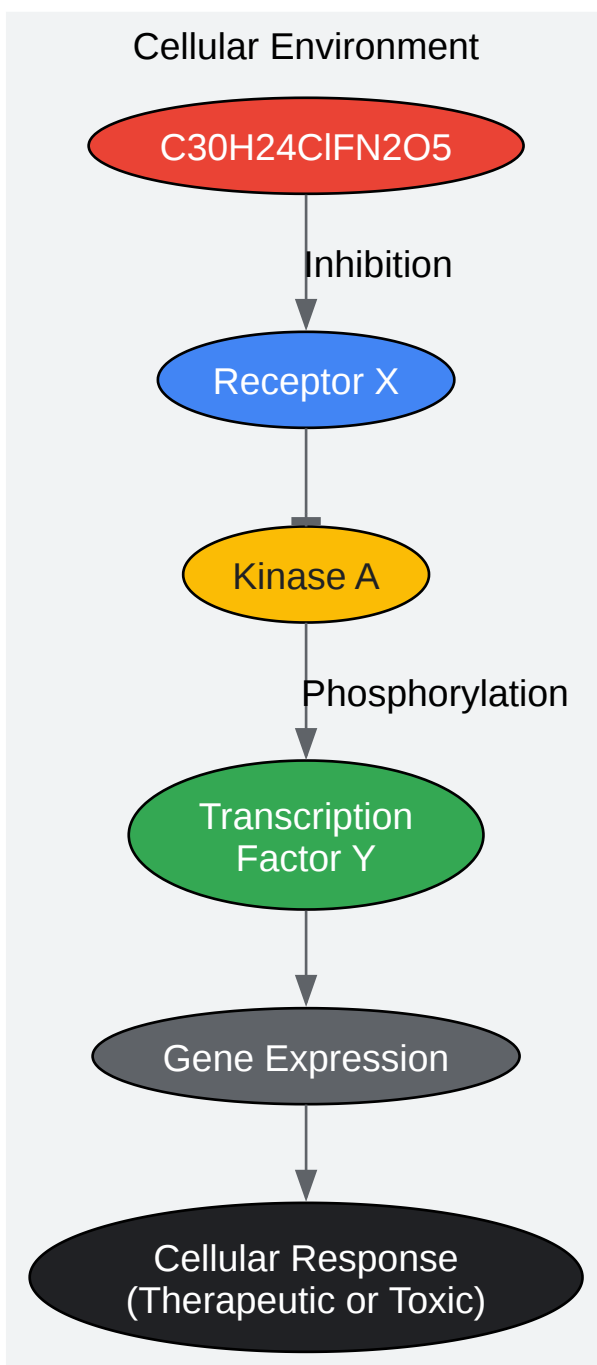 Cellular Environment
C30H24ClFN2O5
Inhibition
Receptor X
Kinase A
Phosphorylation
Transcription
Factor Y
Gene Expression
Cellular Response
(Therapeutic or Toxic)